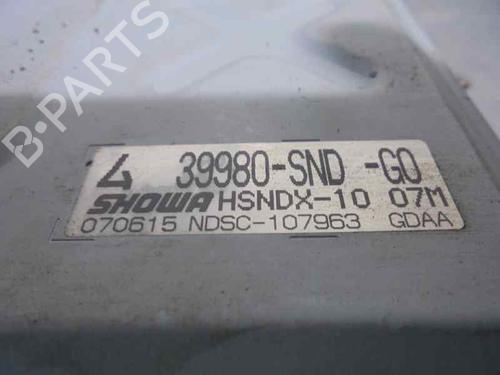 B-Parts
4 39980-SND -G0
SHOWA HSNDX-10 07M
070615 NDSC-107963 GDAA